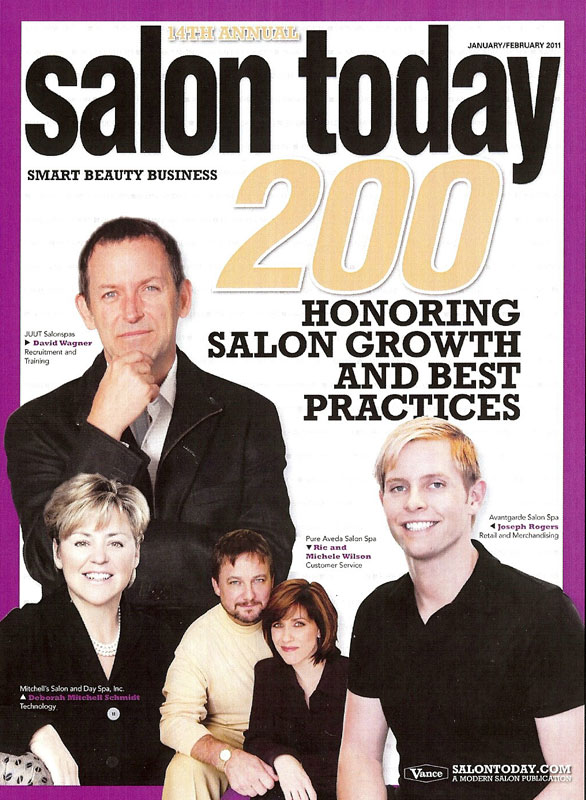 14TH ANNUAL
salon today
JANUARY/FEBRUARY 2011
SMART BEAUTY BUSINESS
200
HONORING
SALON GROWTH
AND BEST
PRACTICES
JUUT Salonspas
▶ David Wagner
Recruitment and
Training
Avantgarde Salon Spa
◀ Joseph Rogers
Retail and Merchandising
Pure Aveda Salon Spa
▼ Ric and
Michele Wilson
Customer Service
Mitchell's Salon and Day Spa, Inc.
▲ Deborah Mitchell Schmidt
Technology
Vance
SALONTODAY.COM
A MODERN SALON PUBLICATION